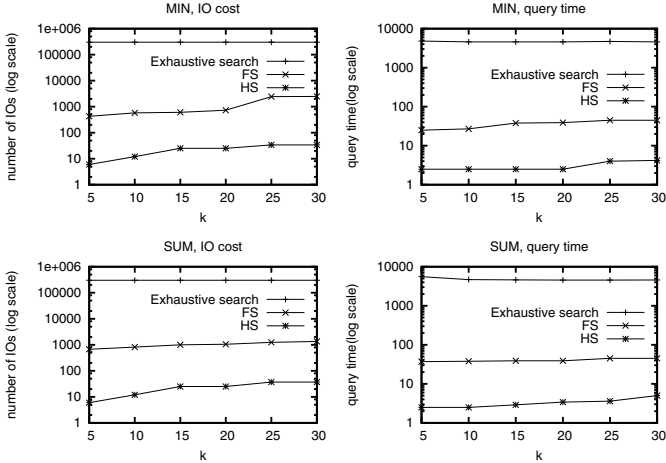 MIN, IO cost
number of IOs (log scale)
1e+006
100000
10000
1000
100
10
1
Exhaustive search
FS
HS
5 10 15 20 25 30
k
MIN, query time
query time(log scale)
10000
1000
100
10
1
Exhaustive search
FS
HS
5 10 15 20 25 30
k
SUM, IO cost
number of IOs (log scale)
1e+006
100000
10000
1000
100
10
1
Exhaustive search
FS
HS
5 10 15 20 25 30
k
SUM, query time
query time(log scale)
10000
1000
100
10
1
Exhaustive search
FS
HS
5 10 15 20 25 30
k